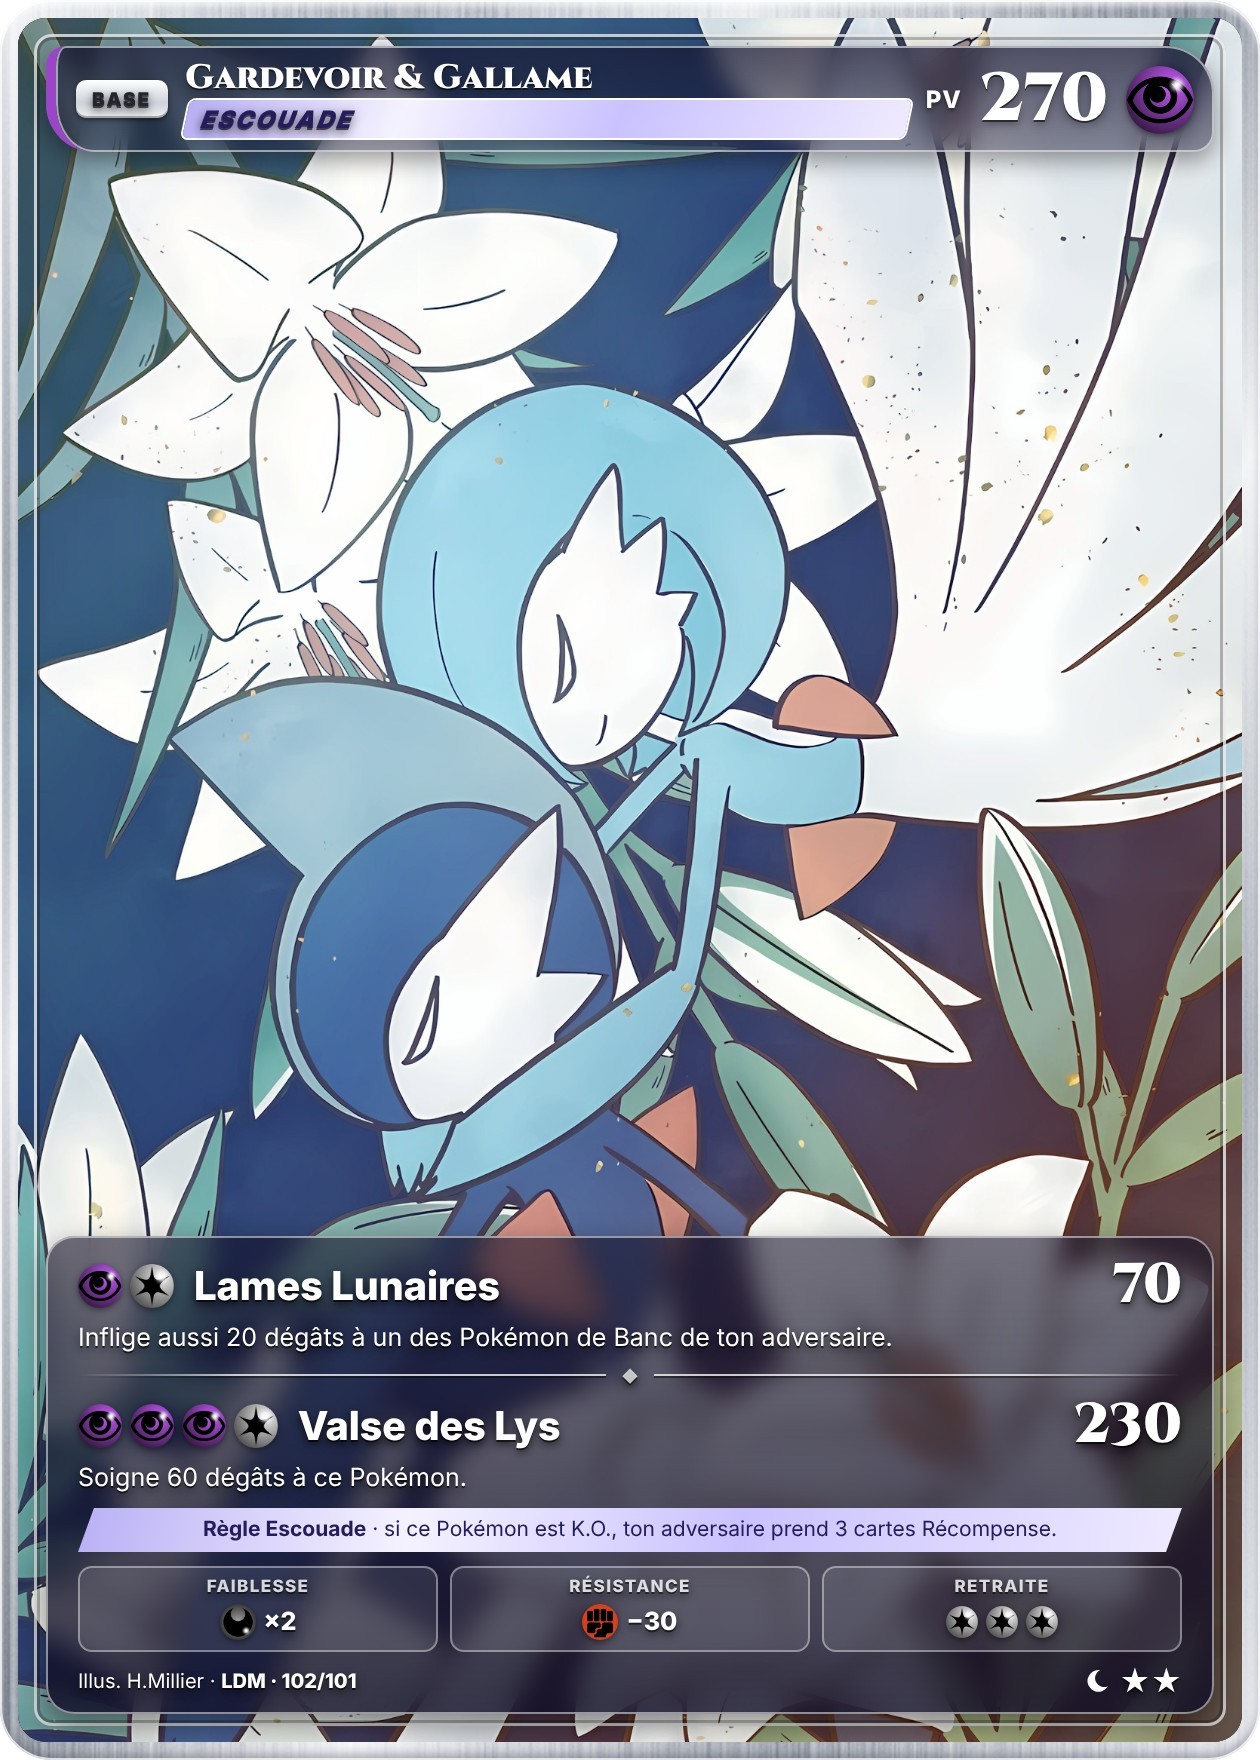 BASE
GARDEVOIR & GALLAME
ESCOUADE
PV 270
Lames Lunaires 70
Inflige aussi 20 dégâts à un des Pokémon de Banc de ton adversaire.
Valse des Lys 230
Soigne 60 dégâts à ce Pokémon.
Règle Escouade · si ce Pokémon est K.O., ton adversaire prend 3 cartes Récompense.
FAIBLESSE
×2
RÉSISTANCE
−30
RETRAITE
Illus. H.Millier · LDM · 102/101